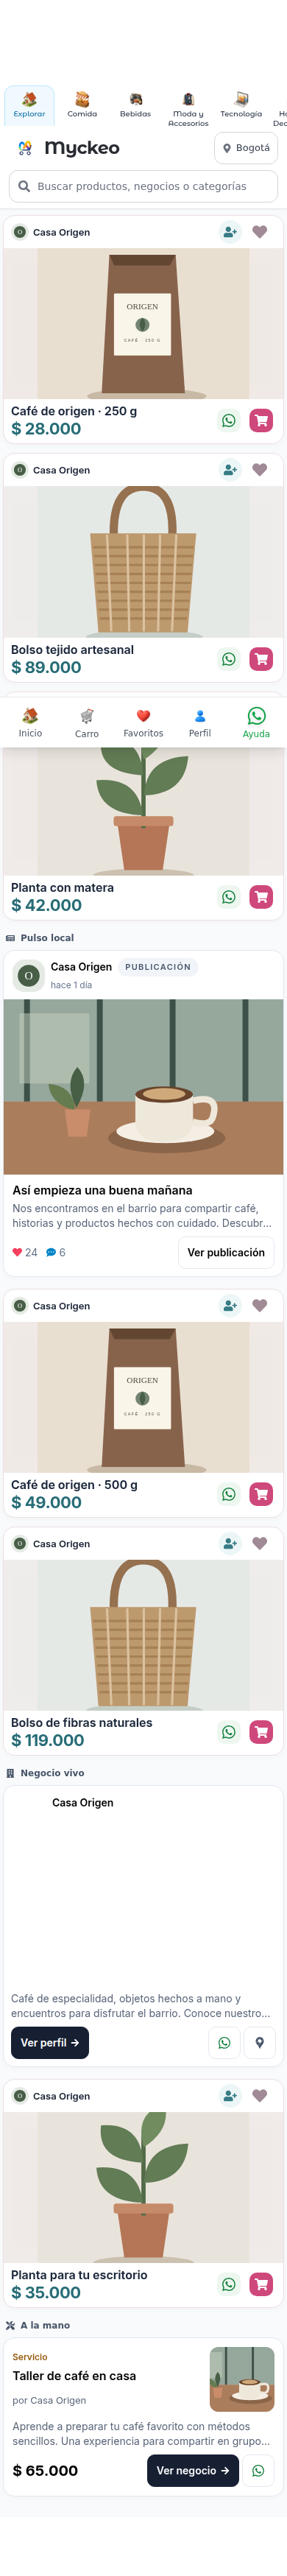 Explorar
Comida
Bebidas
Moda y
Accesorios
Tecnología
Myckeo
Bogotá
Buscar productos, negocios o categorías
Casa Origen
ORIGEN
CAFÉ 250 G
Café de origen · 250 g
$ 28.000
Casa Origen
Bolso tejido artesanal
$ 89.000
Inicio
Carro
Favoritos
Perfil
Ayuda
Planta con matera
$ 42.000
Pulso local
O
Casa Origen
PUBLICACIÓN
hace 1 día
Así empieza una buena mañana
Nos encontramos en el barrio para compartir café,
historias y productos hechos con cuidado. Descubr...
24
6
Ver publicación
Casa Origen
ORIGEN
CAFÉ 250 G
Café de origen · 500 g
$ 49.000
Casa Origen
Bolso de fibras naturales
$ 119.000
Negocio vivo
Casa Origen
Café de especialidad, objetos hechos a mano y
encuentros para disfrutar el barrio. Conoce nuestro...
Ver perfil →
Casa Origen
Planta para tu escritorio
$ 35.000
A la mano
Servicio
Taller de café en casa
por Casa Origen
Aprende a preparar tu café favorito con métodos
sencillos. Una experiencia para compartir en grupo...
$ 65.000
Ver negocio →